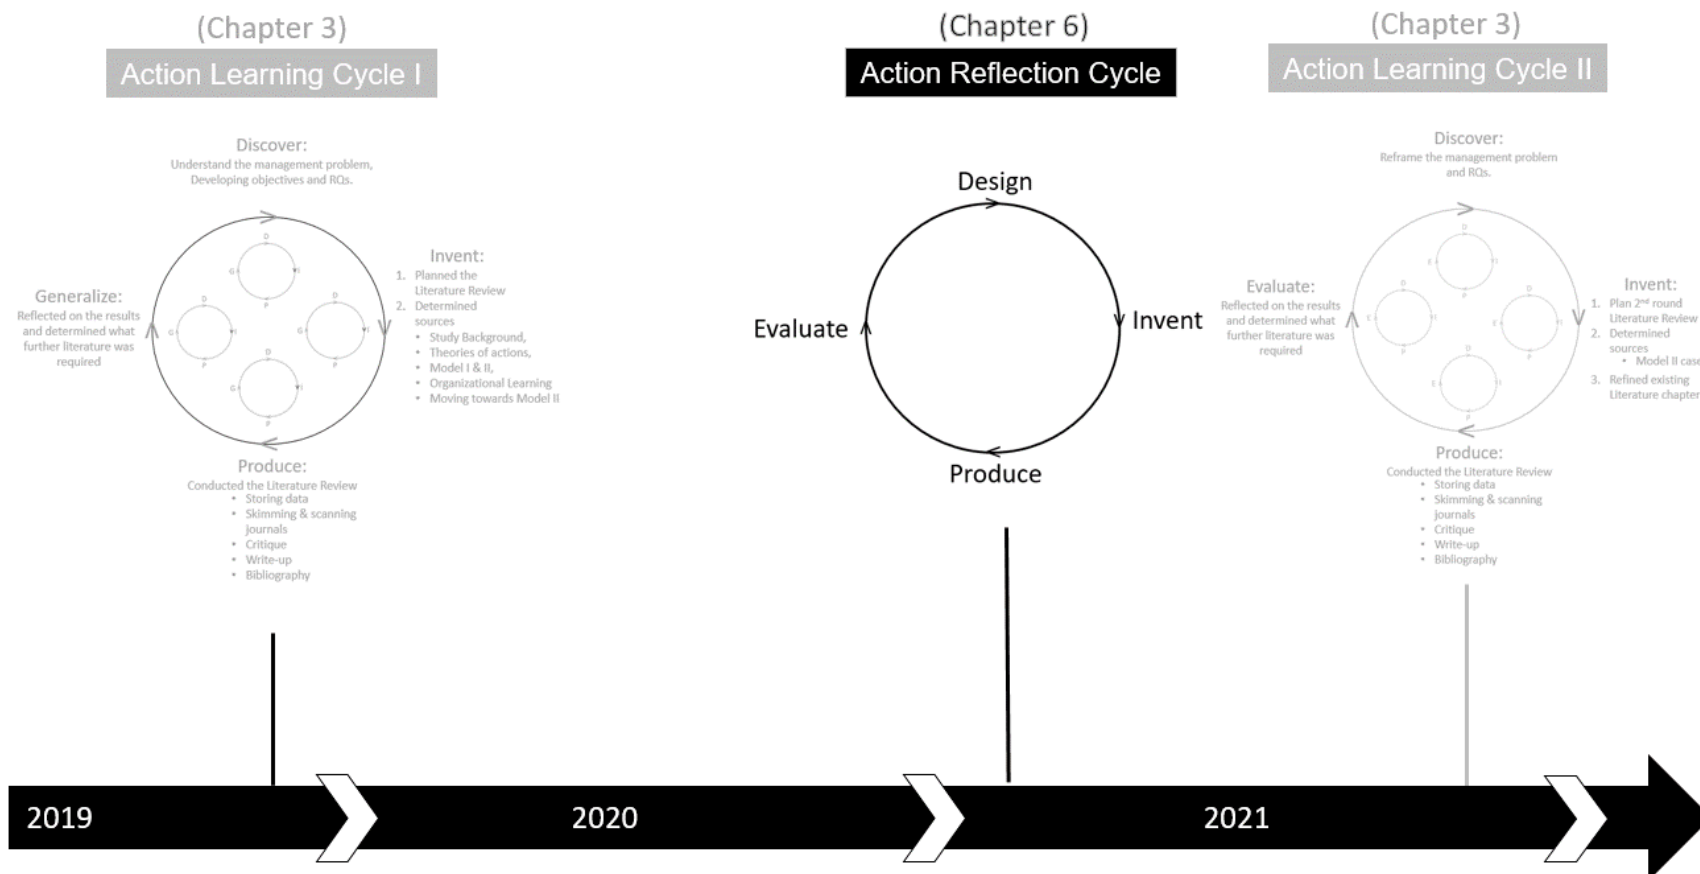 (Chapter 3)
Action Learning Cycle I
Discover:
Understand the management problem,
Developing objectives and RQs.
Invent:
1. Planned the
Literature Review
2. Determined
sources
• Study Background,
• Theories of actions,
• Model I & II,
• Organizational Learning
• Moving towards Model II
Generalize:
Reflected on the results
and determined what
further literature was
required
D
G
I
P
D
G
I
P
D
G
I
P
D
G
I
P
Produce:
Conducted the Literature Review
• Storing data
• Skimming & scanning
journals
• Critique
• Write-up
• Bibliography
(Chapter 6)
Action Reflection Cycle
Design
Invent
Evaluate
Produce
(Chapter 3)
Action Learning Cycle II
Discover:
Reframe the management problem
and RQs.
Evaluate:
Reflected on the results
and determined what
further literature was
required
D
E
I
P
D
E
I
P
D
E
I
P
D
E
I
P
Invent:
1. Plan 2nd round
Literature Review
2. Determined
sources
• Model II case
3. Refined existing
Literature chapter
Produce:
Conducted the Literature Review
• Storing data
• Skimming & scanning
journals
• Critique
• Write-up
• Bibliography
2019
2020
2021